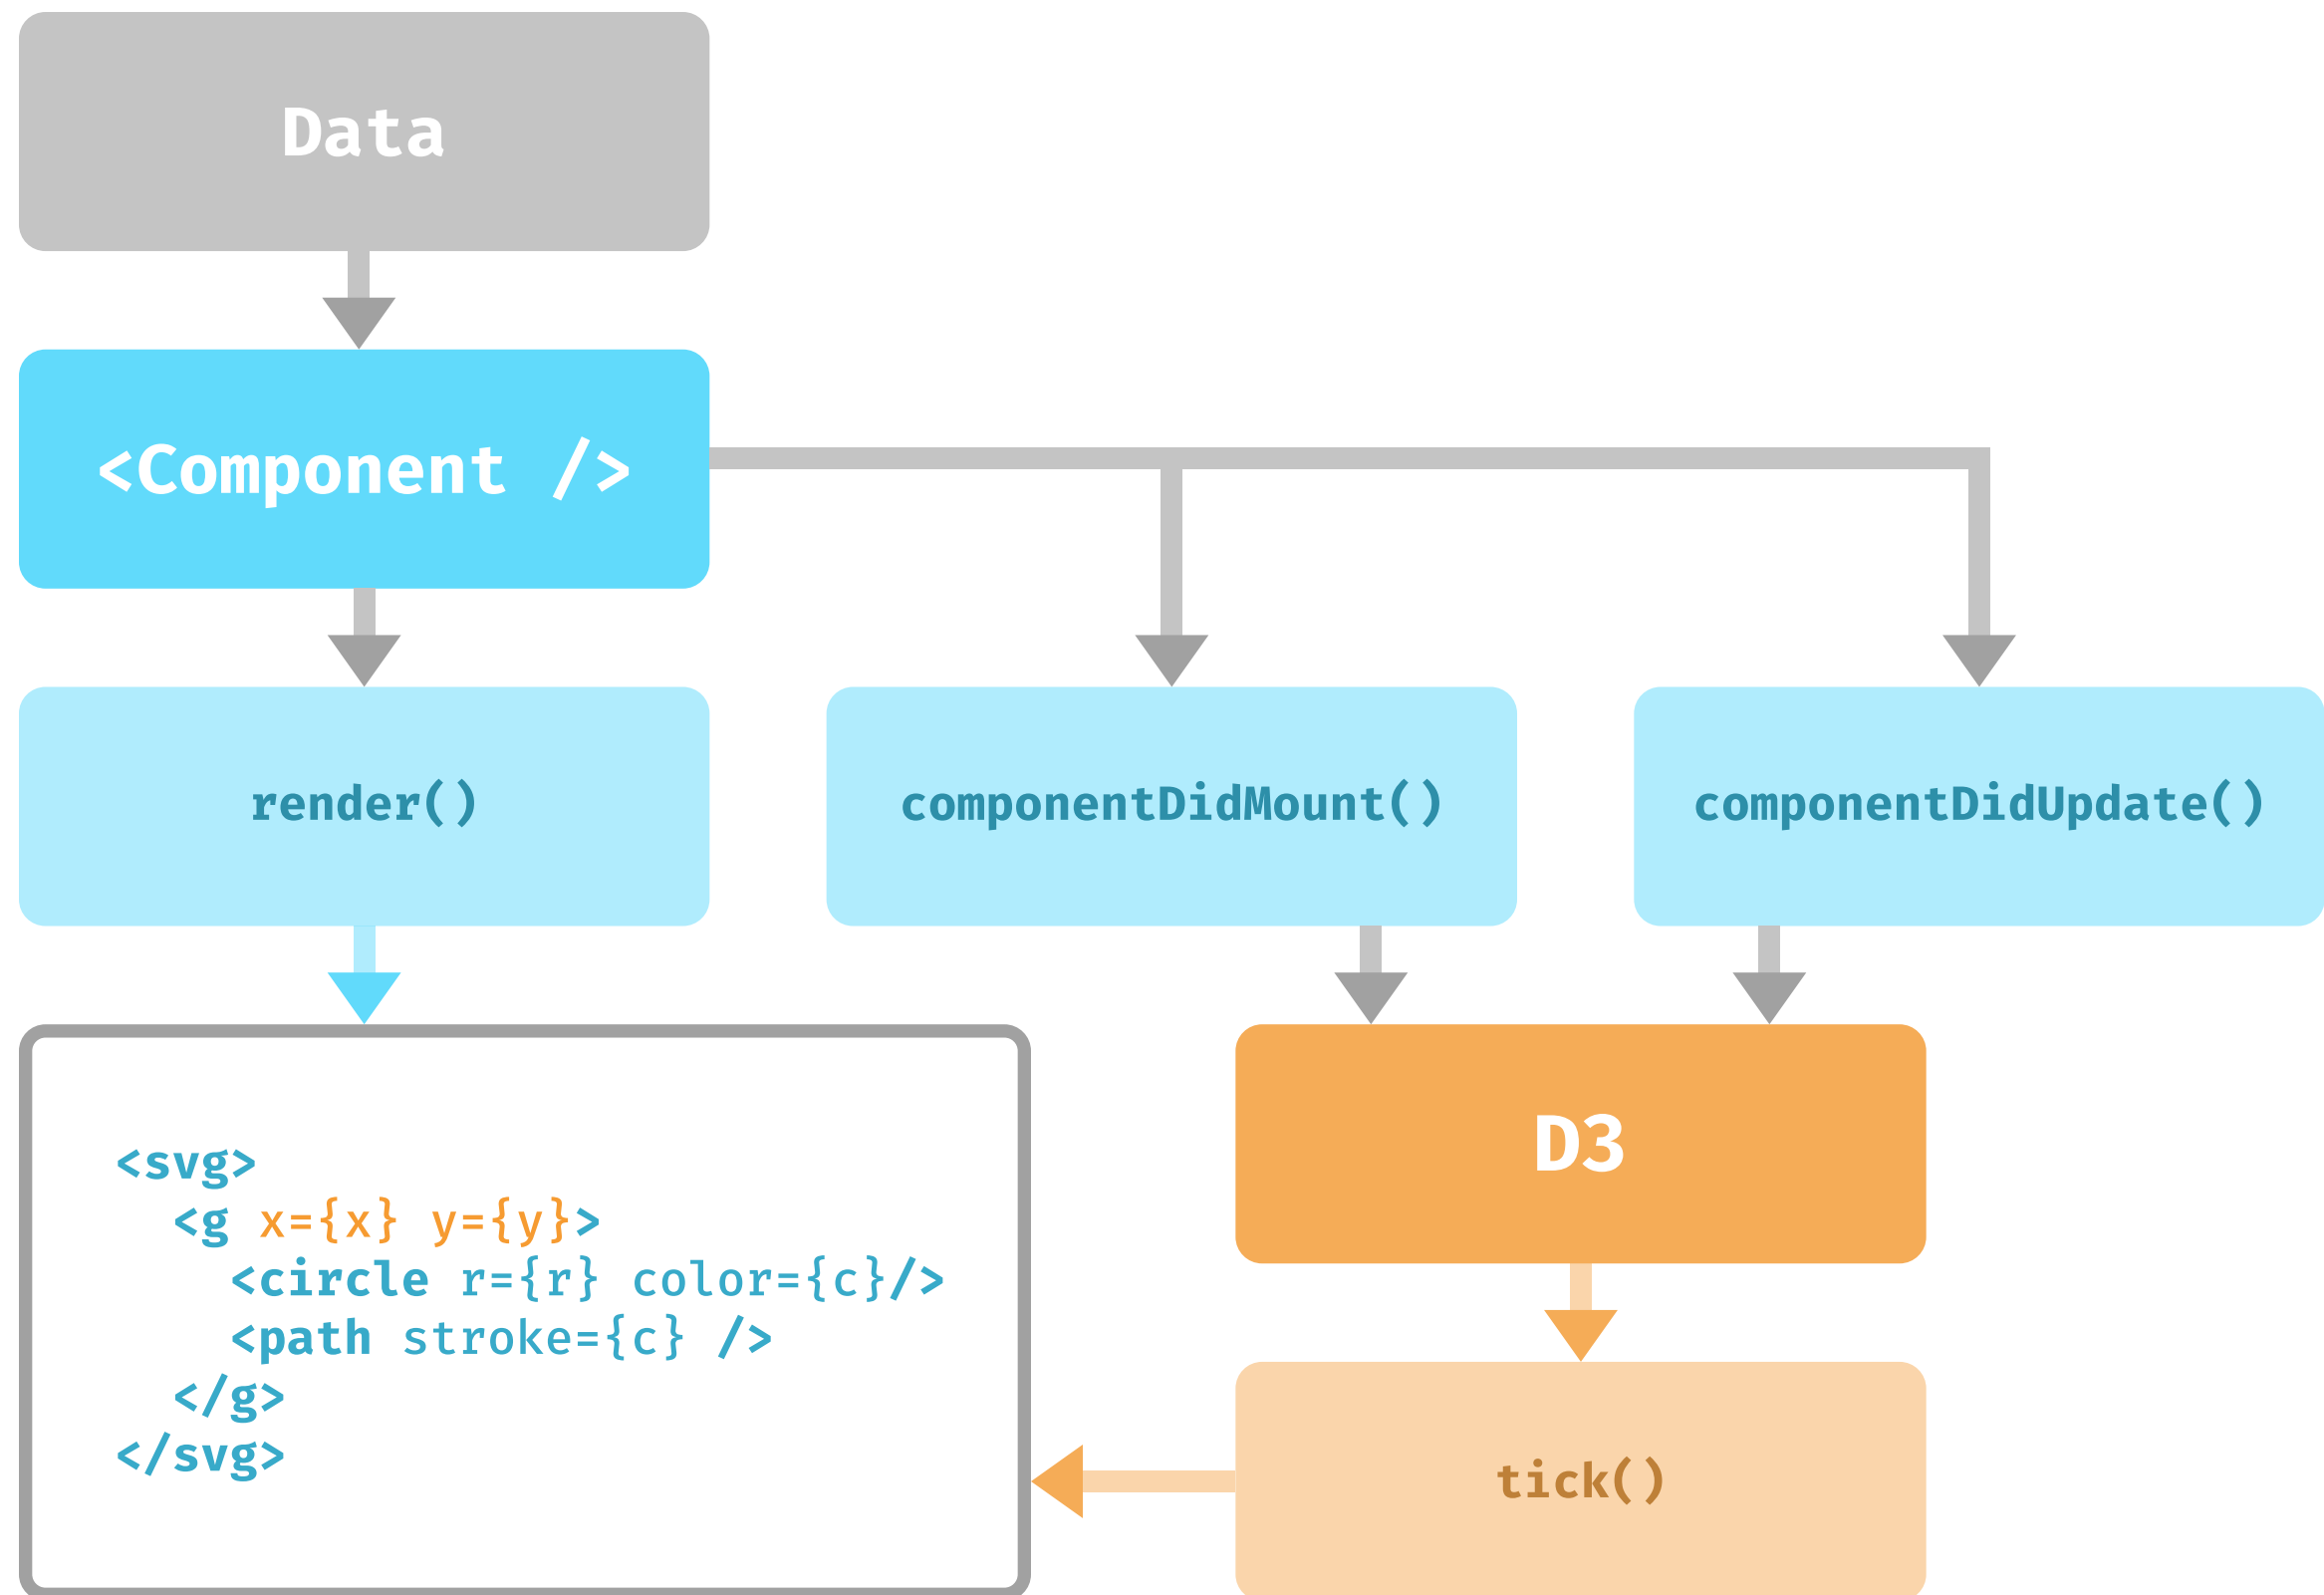 Data
<Component />
render()
componentDidMount()
componentDidUpdate()
<svg>
<g x={x} y={y}>
<circle r={r} color={c}/>
<path stroke={c} />
</g>
</svg>
D3
tick()